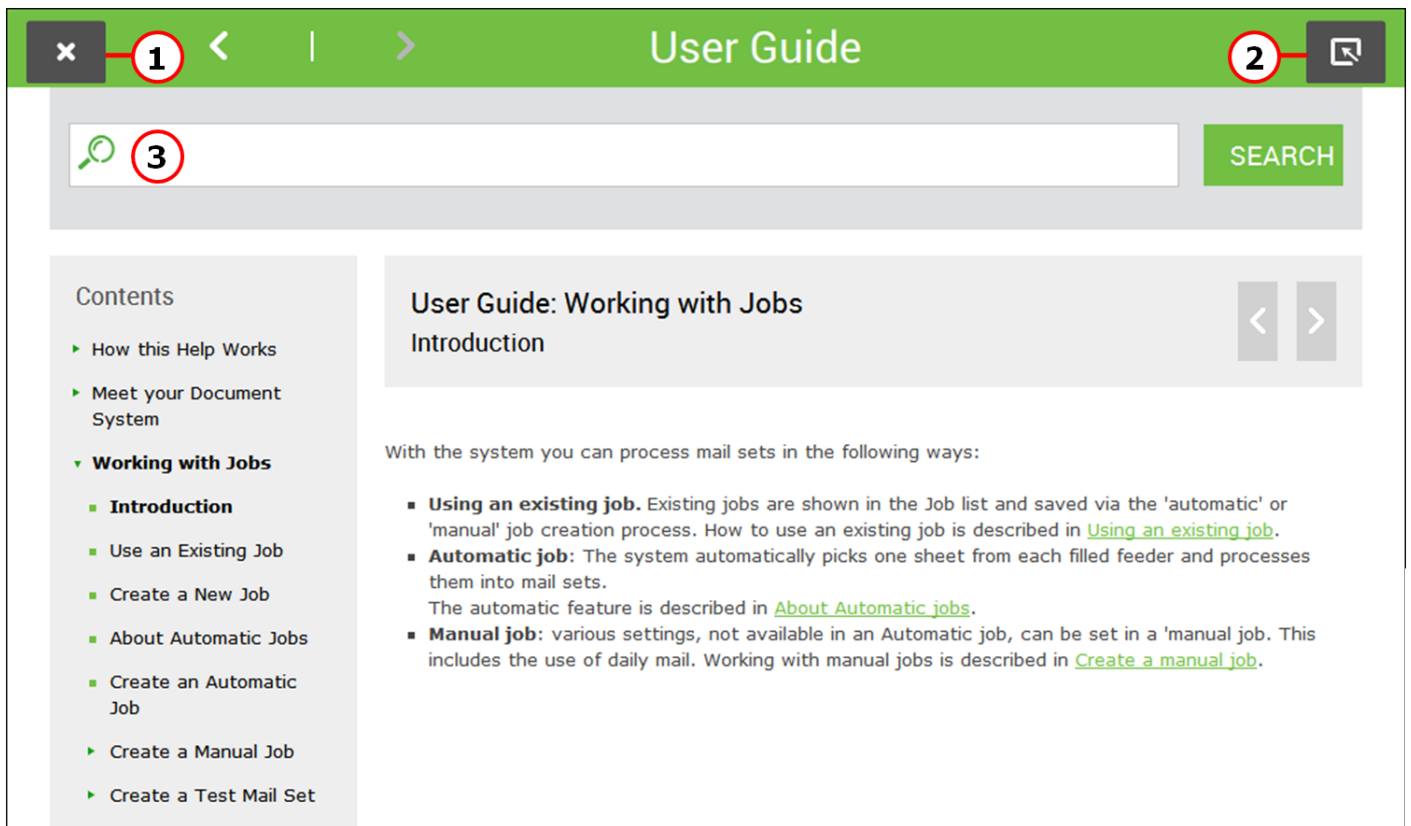 1
User Guide
2
3
SEARCH
Contents
How this Help Works
Meet your Document
System
Working with Jobs
Introduction
Use an Existing Job
Create a New Job
About Automatic Jobs
Create an Automatic
Job
Create a Manual Job
Create a Test Mail Set
User Guide: Working with Jobs
Introduction
With the system you can process mail sets in the following ways:
Using an existing job. Existing jobs are shown in the Job list and saved via the 'automatic' or
'manual' job creation process. How to use an existing job is described in Using an existing job.
Automatic job: The system automatically picks one sheet from each filled feeder and processes
them into mail sets.
The automatic feature is described in About Automatic jobs.
Manual job: various settings, not available in an Automatic job, can be set in a 'manual job. This
includes the use of daily mail. Working with manual jobs is described in Create a manual job.